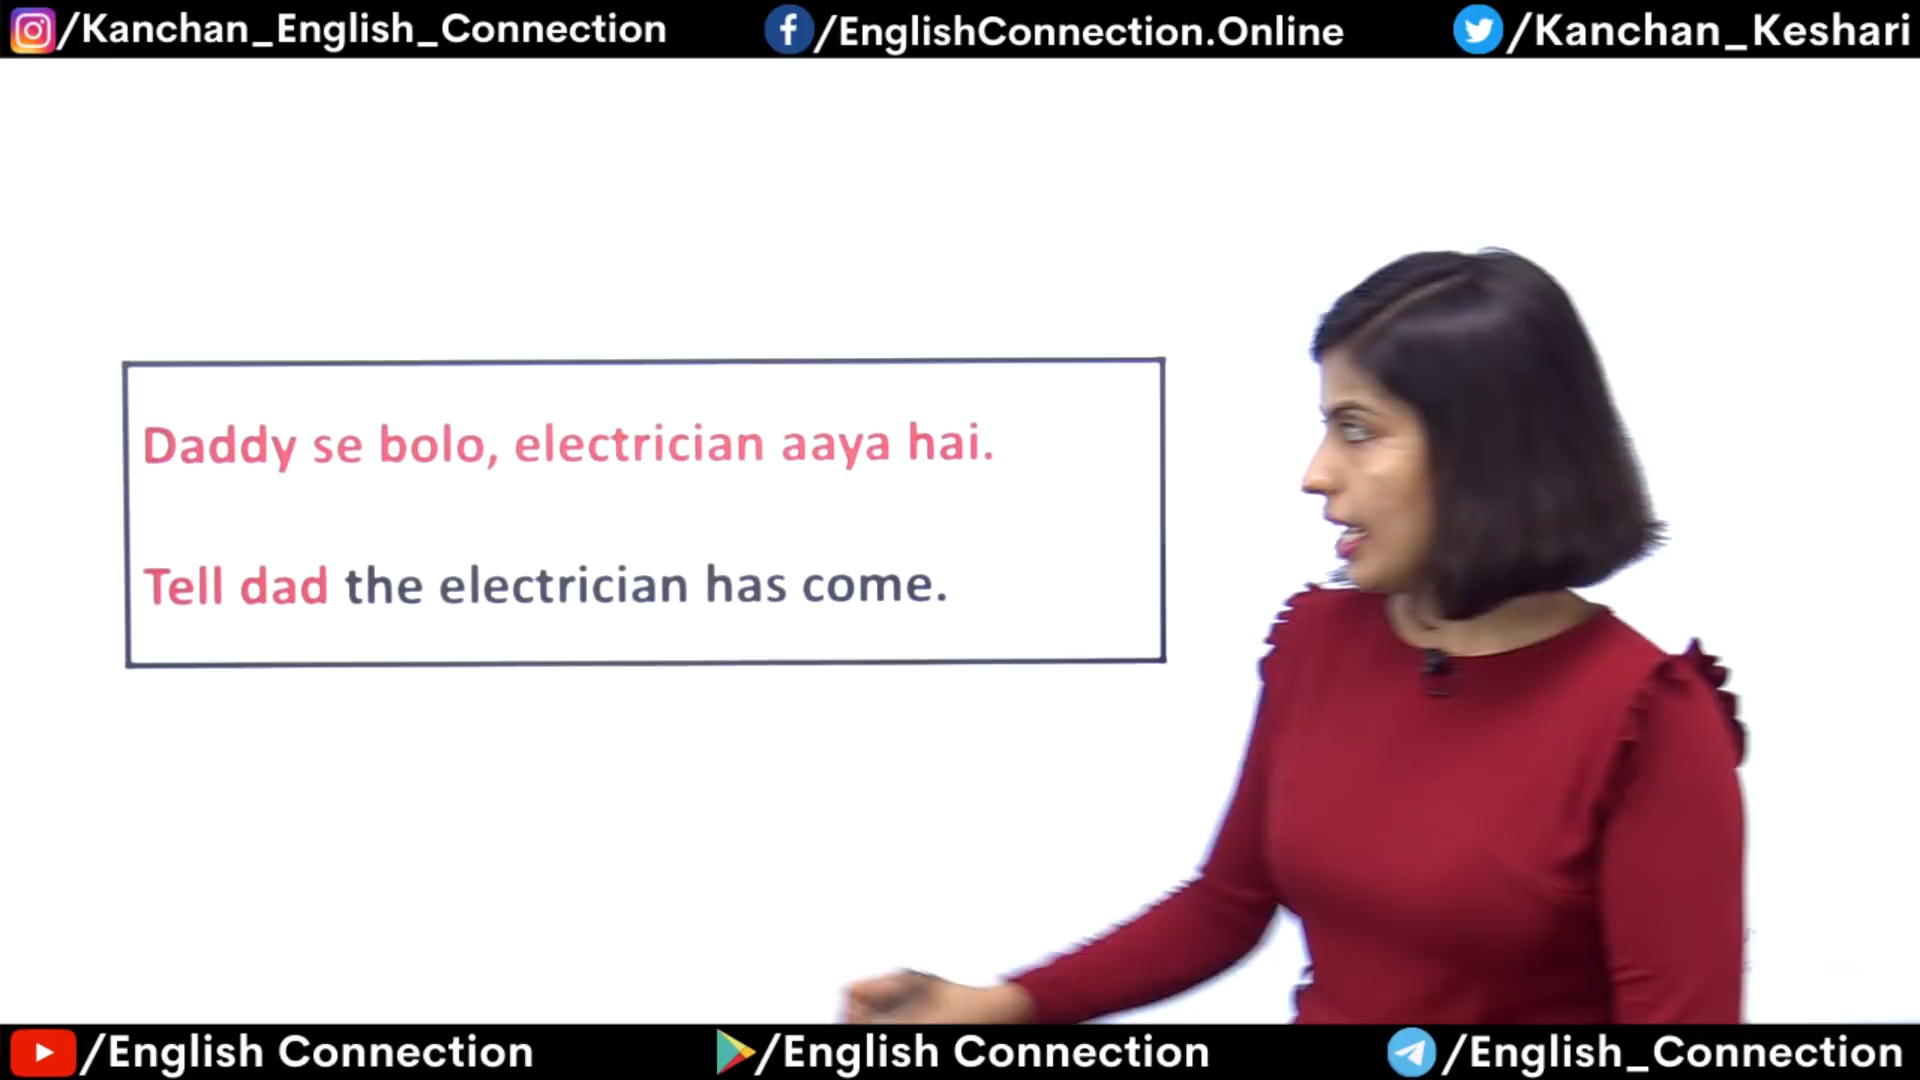 /Kanchan_English_Connection /EnglishConnection.Online /Kanchan_Keshari
Daddy se bolo, electrician aaya hai.
Tell dad the electrician has come.
/English Connection /English Connection /English_Connection